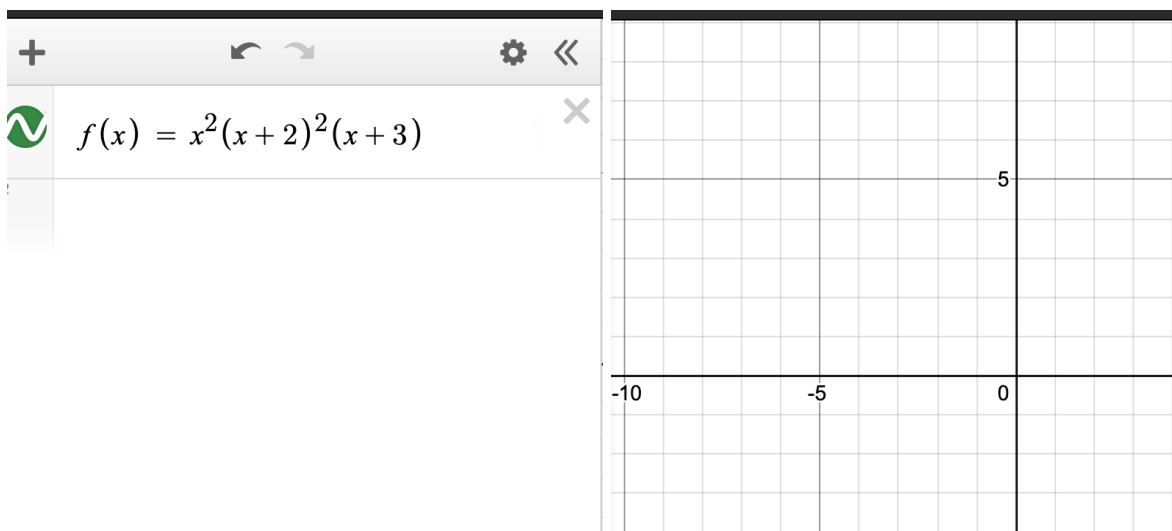 f(x) = x²(x + 2)²(x + 3)
5
-10 -5 0